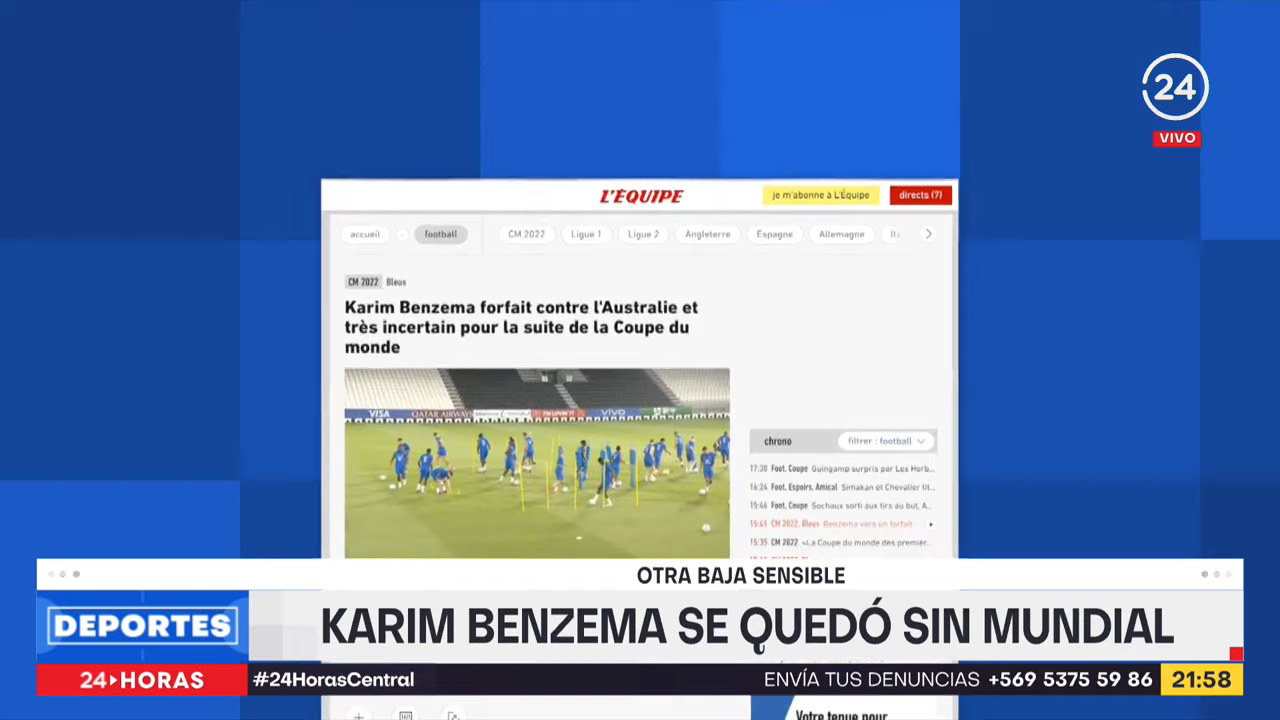 24
VIVO
L'ÉQUIPE
je m'abonne à L'Équipe
directs (7)
accueil
football
CM 2022
Ligue 1
Ligue 2
Angleterre
Espagne
Allemagne
CM 2022 Bleus
Karim Benzema forfait contre l'Australie et
très incertain pour la suite de la Coupe du
monde
VISA QATAR AIRWAYS vivo
chrono
filtrer : football
17:30 Foot. Coupe Guingamp surpris par Les Herb...
16:24 Foot. Espoirs. Amical Simakan et Chevalier tit...
15:46 Foot. Coupe Sochaux sorti aux tirs au but, A...
15:41 CM 2022. Bleus Benzema vers un forfait
15:35 CM 2022 «La Coupe du monde des premier...
OTRA BAJA SENSIBLE
DEPORTES
KARIM BENZEMA SE QUEDÓ SIN MUNDIAL
24 HORAS
#24HorasCentral
ENVÍA TUS DENUNCIAS +569 5375 59 86
21:58
Votre tenue pour